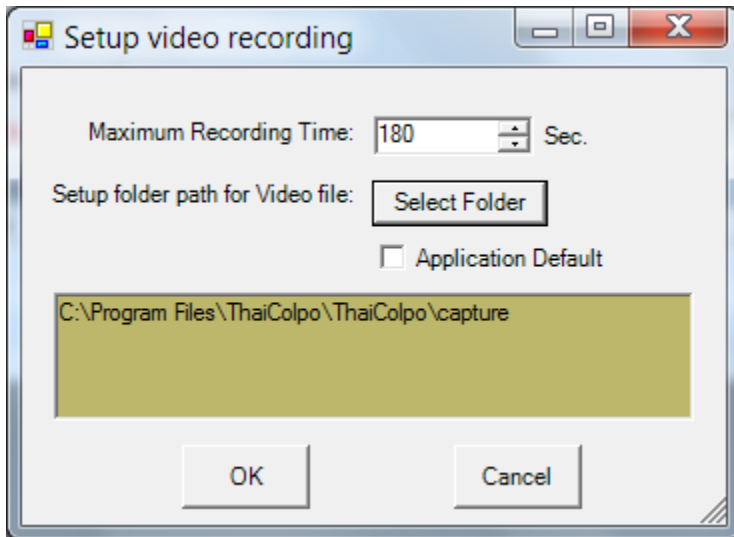 Setup video recording
Maximum Recording Time: 180 Sec.
Setup folder path for Video file: Select Folder
Application Default
C:\Program Files\ThaiColpo\ThaiColpo\capture
OK Cancel